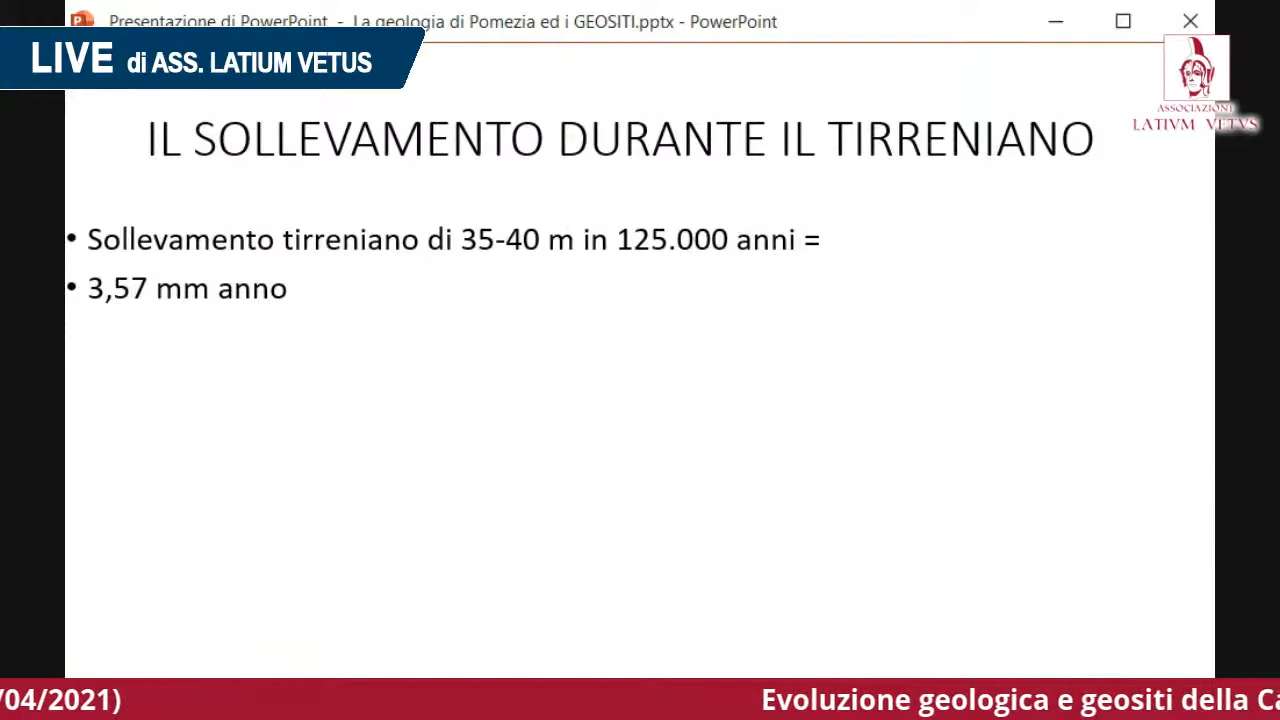 Presentazione di PowerPoint - La geologia di Pomezia ed i GEOSITI.pptx - PowerPoint
LIVE di ASS. LATIUM VETUS
ASSOCIAZIONE
LATIVM VETVS
IL SOLLEVAMENTO DURANTE IL TIRRENIANO
• Sollevamento tirreniano di 35-40 m in 125.000 anni =
• 3,57 mm anno
/04/2021) Evoluzione geologica e geositi della